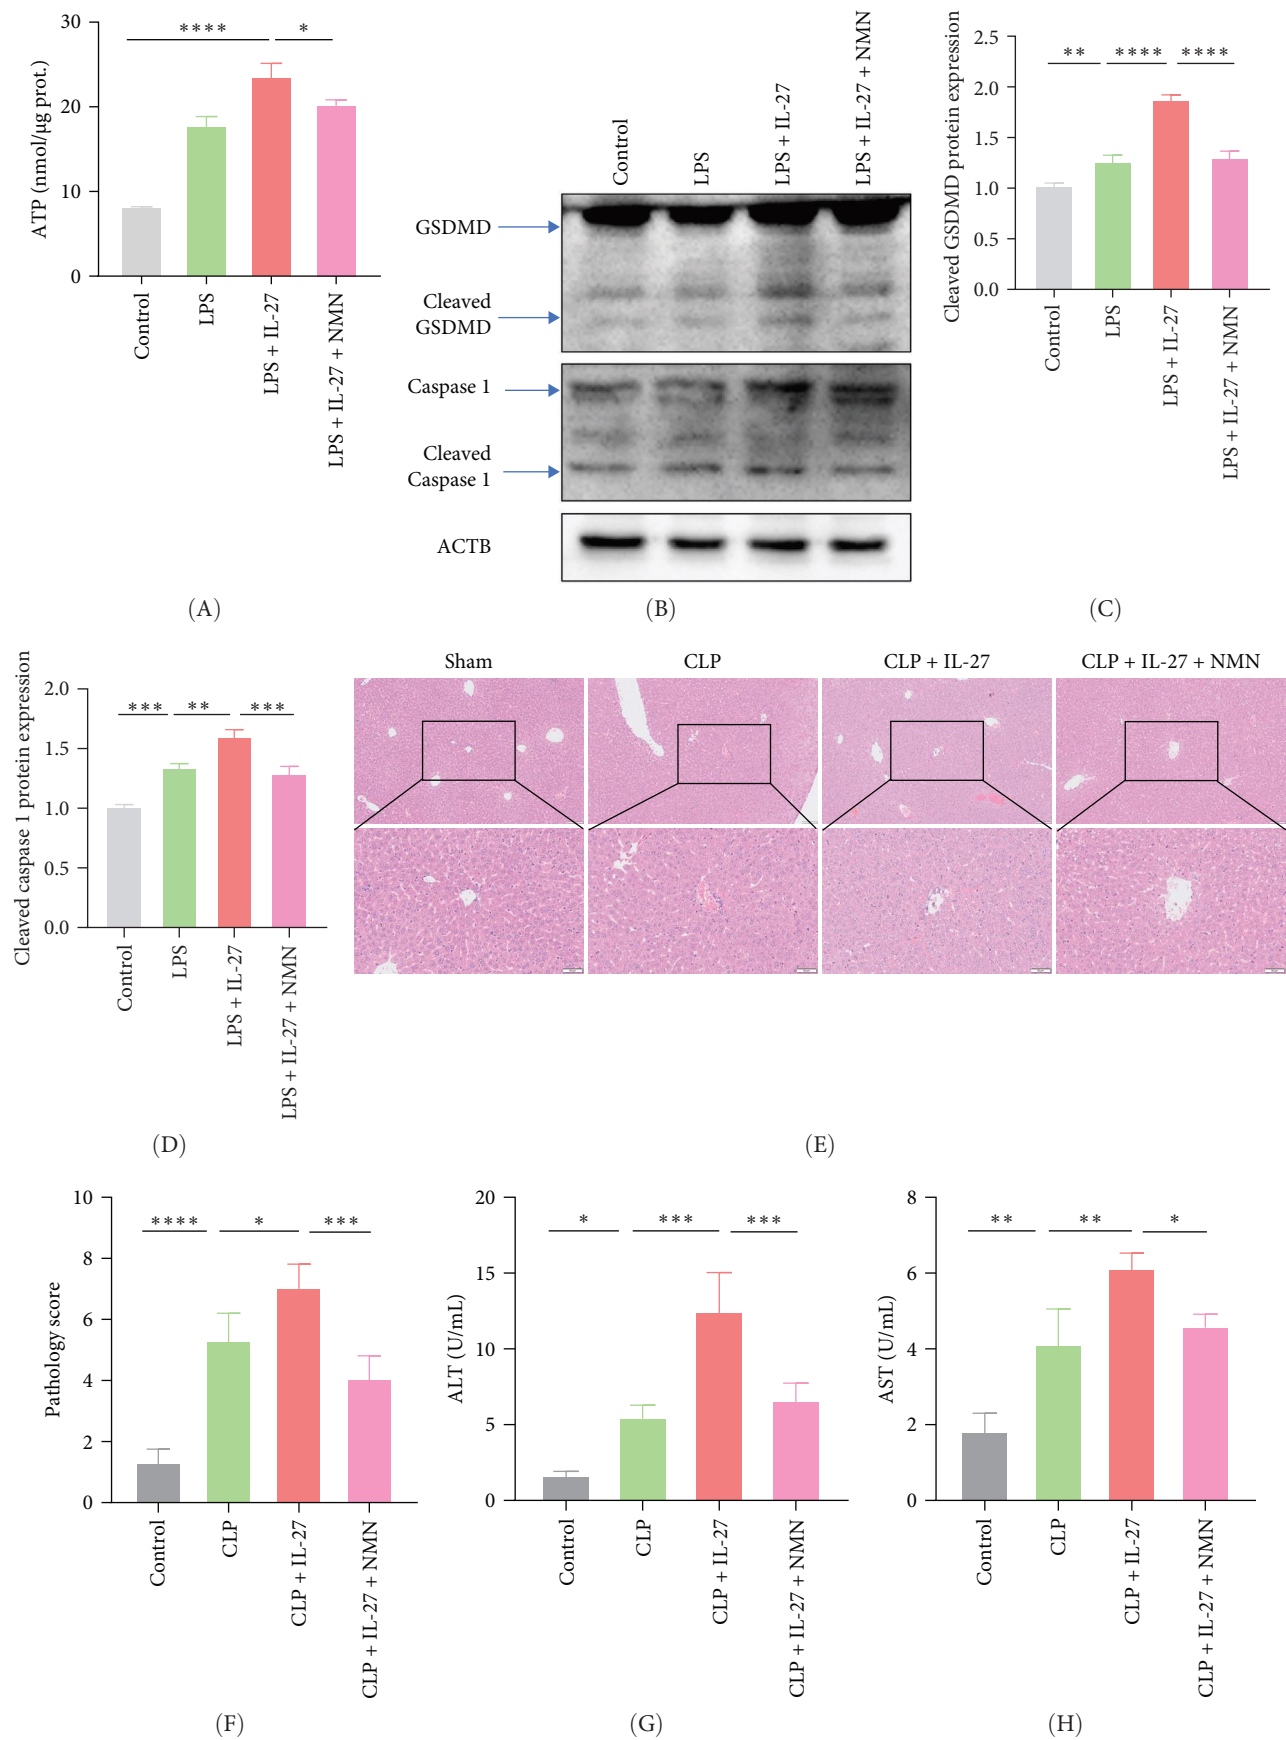 ATP (nmol/μg prot.)
30
20
10
0
****
*
Control
LPS
LPS + IL-27
LPS + IL-27 + NMN
(A)
Control
LPS
LPS + IL-27
LPS + IL-27 + NMN
GSDMD
Cleaved
GSDMD
Caspase 1
Cleaved
Caspase 1
ACTB
(B)
Cleaved GSDMD protein expression
2.5
2.0
1.5
1.0
0.5
0.0
**
****
****
Control
LPS
LPS + IL-27
LPS + IL-27 + NMN
(C)
Cleaved caspase 1 protein expression
2.0
1.5
1.0
0.5
0.0
***
**
***
Control
LPS
LPS + IL-27
LPS + IL-27 + NMN
(D)
Sham
CLP
CLP + IL-27
CLP + IL-27 + NMN
(E)
Pathology score
10
8
6
4
2
0
****
*
***
Control
CLP
CLP + IL-27
CLP + IL-27 + NMN
(F)
ALT (U/mL)
20
15
10
5
0
*
***
***
Control
CLP
CLP + IL-27
CLP + IL-27 + NMN
(G)
AST (U/mL)
8
6
4
2
0
**
**
*
Control
CLP
CLP + IL-27
CLP + IL-27 + NMN
(H)